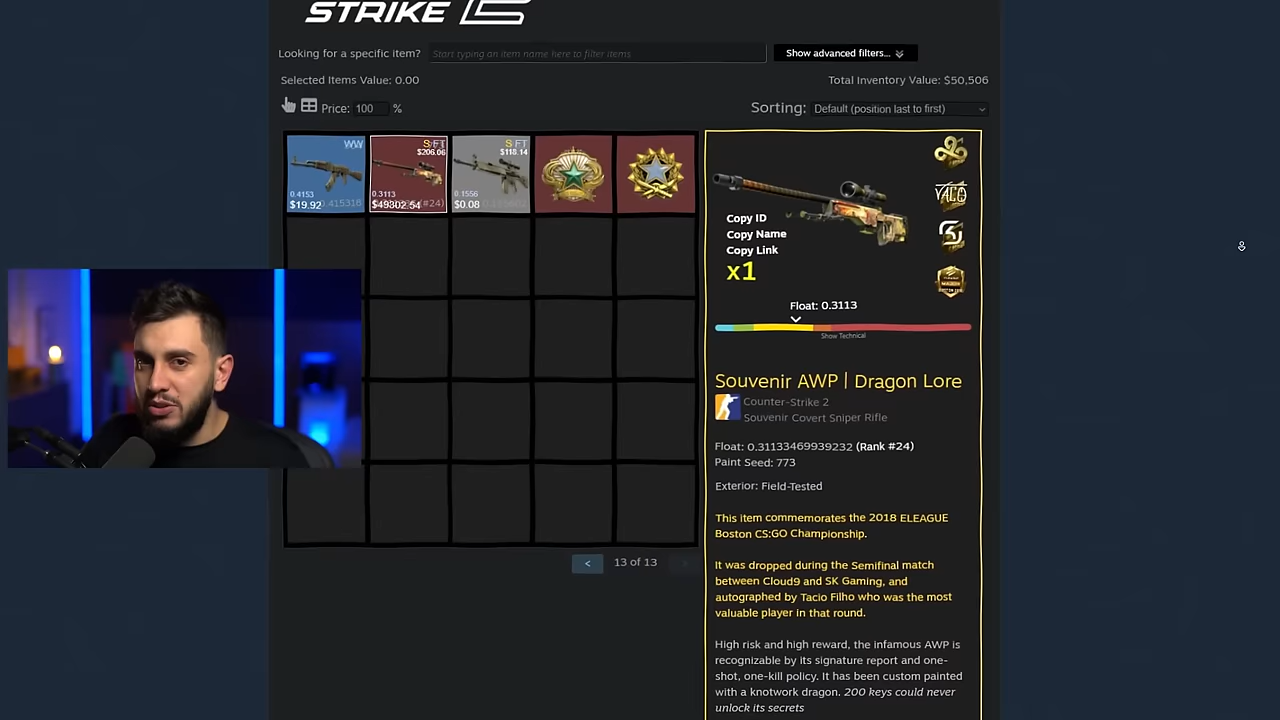 STRIKE 2
Looking for a specific item?
Start typing an item name here to filter items
Show advanced filters...
Selected Items Value: 0.00
Total Inventory Value: $50,506
Price: 100 %
Sorting: Default (position last to first)
WW
0.4153
$19.92
S/FT
$206.06
0.3113
(#24)
$49802.54
S/FT
$118.14
0.1556
$0.08
Copy ID
Copy Name
Copy Link
x1
TACO
Float: 0.3113
Show Technical
Souvenir AWP | Dragon Lore
Counter-Strike 2
Souvenir Covert Sniper Rifle
Float: 0.31133469939232 (Rank #24)
Paint Seed: 773
Exterior: Field-Tested
This item commemorates the 2018 ELEAGUE
Boston CS:GO Championship.
It was dropped during the Semifinal match
between Cloud9 and SK Gaming, and
autographed by Tacio Filho who was the most
valuable player in that round.
High risk and high reward, the infamous AWP is
recognizable by its signature report and one-
shot, one-kill policy. It has been custom painted
with a knotwork dragon. 200 keys could never
unlock its secrets
< 13 of 13 >